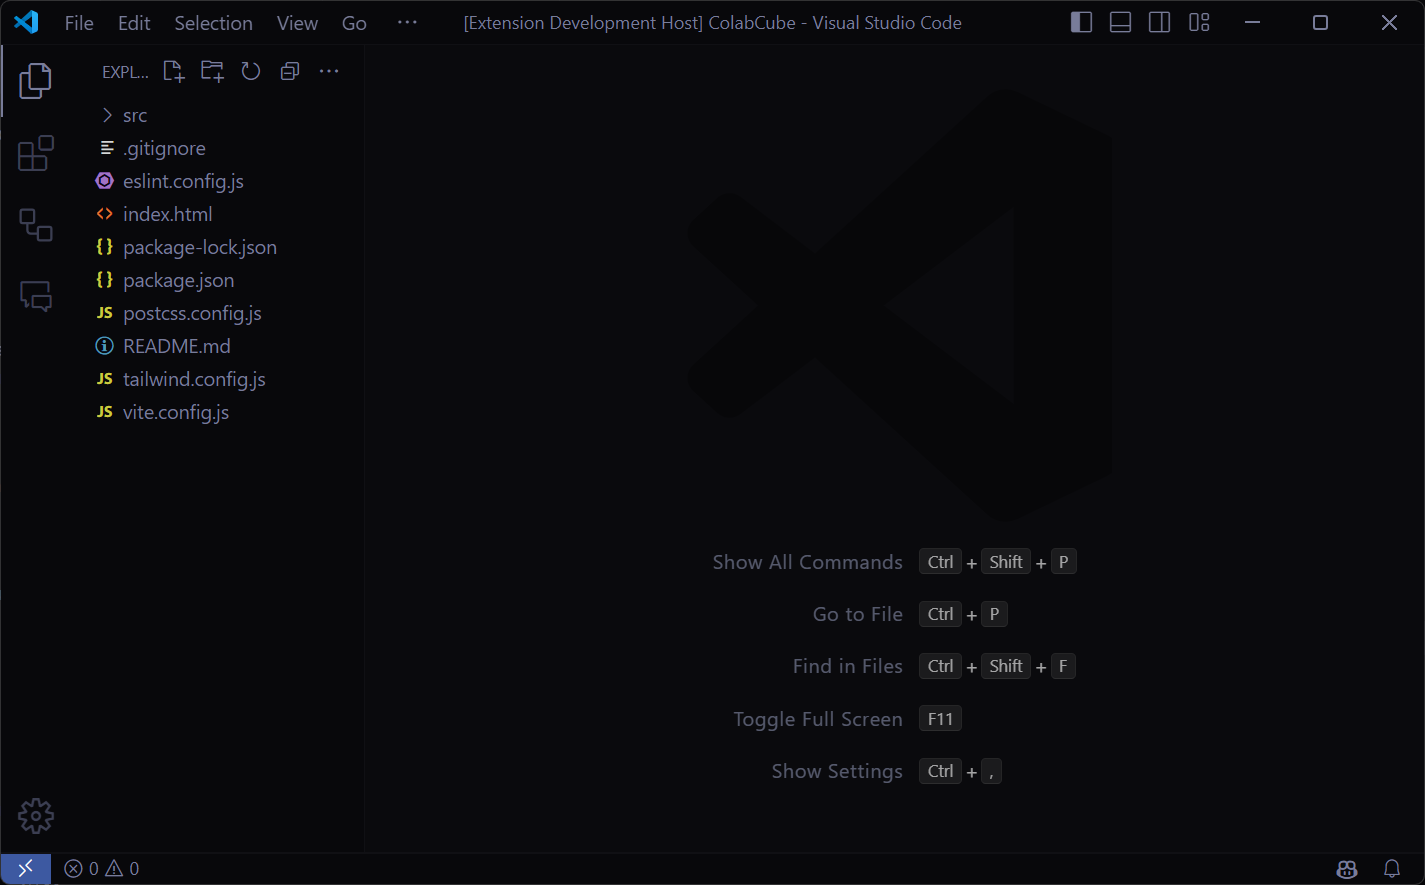 File Edit Selection View Go ··· [Extension Development Host] ColabCube - Visual Studio Code
EXPL... ···
src
.gitignore
eslint.config.js
index.html
package-lock.json
package.json
JS postcss.config.js
README.md
JS tailwind.config.js
JS vite.config.js
Show All Commands Ctrl + Shift + P
Go to File Ctrl + P
Find in Files Ctrl + Shift + F
Toggle Full Screen F11
Show Settings Ctrl + ,
0 0